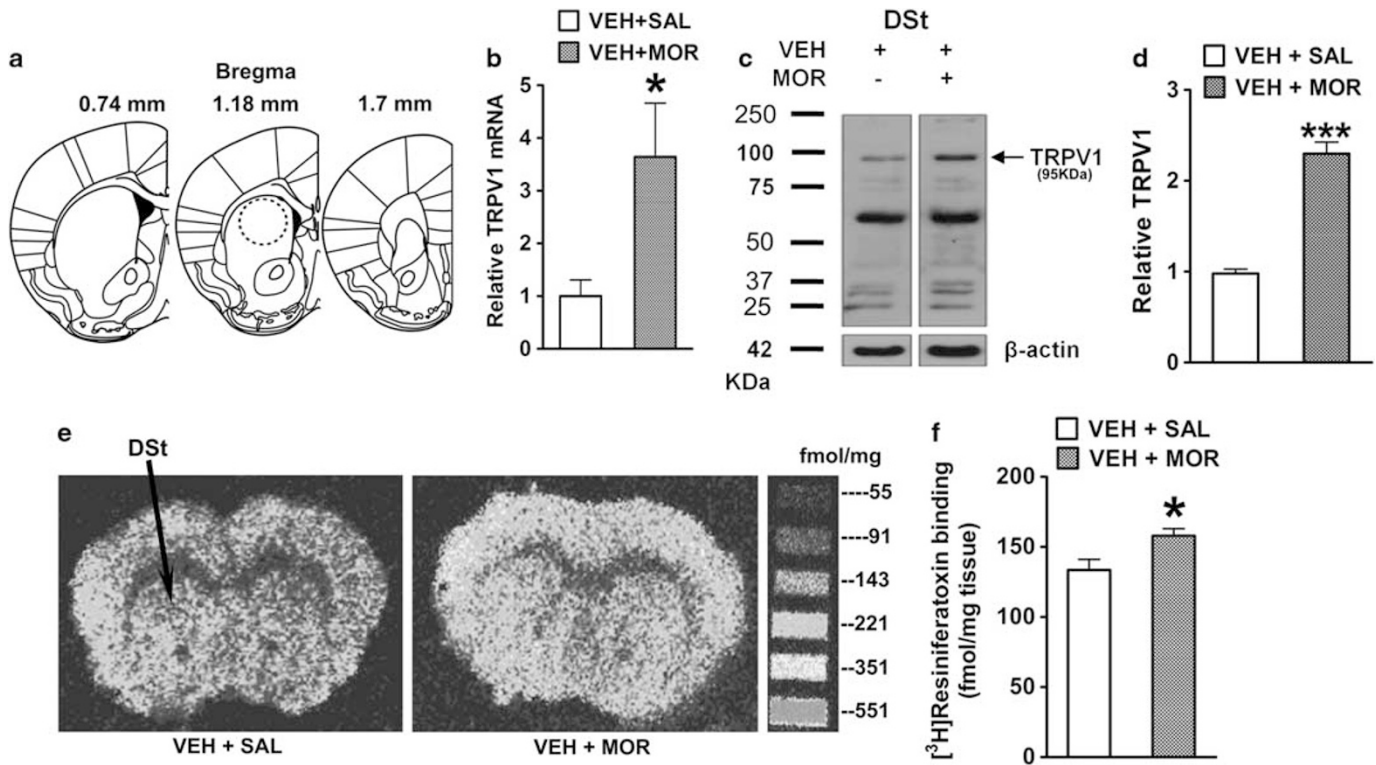 a
Bregma
0.74 mm
1.18 mm
1.7 mm
b
VEH+SAL
VEH+MOR
Relative TRPV1 mRNA
5
4
3
2
1
0
*
c
DSt
VEH + +
MOR - +
250
100
75
50
37
25
42
KDa
TRPV1
(95KDa)
β-actin
d
VEH + SAL
VEH + MOR
Relative TRPV1
3
2
1
0
***
e
DSt
VEH + SAL
VEH + MOR
fmol/mg
----55
----91
--143
--221
--351
--551
f
VEH + SAL
VEH + MOR
[³H]Resiniferatoxin binding
(fmol/mg tissue)
200
150
100
50
0
*